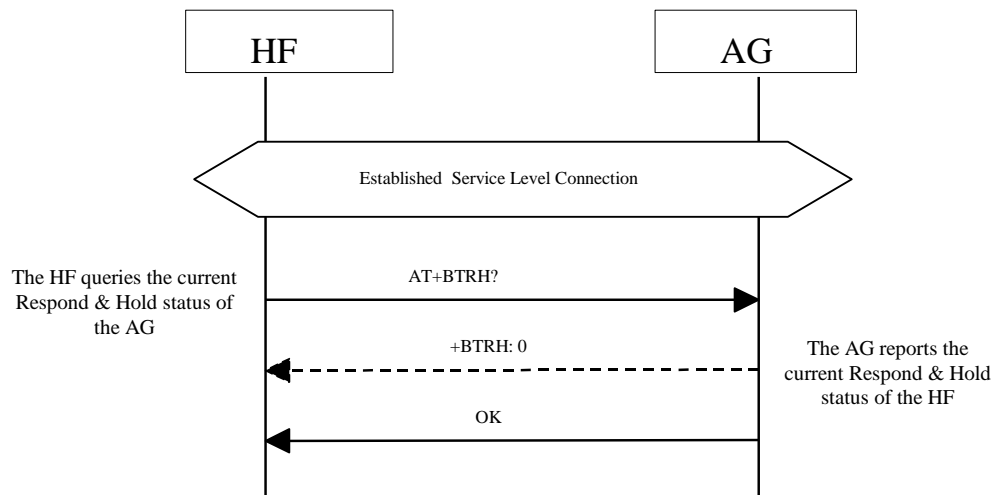 HF
AG
Established Service Level Connection
The HF queries the current
Respond & Hold status of
the AG
AT+BTRH?
+BTRH: 0
The AG reports the
current Respond & Hold
status of the HF
OK